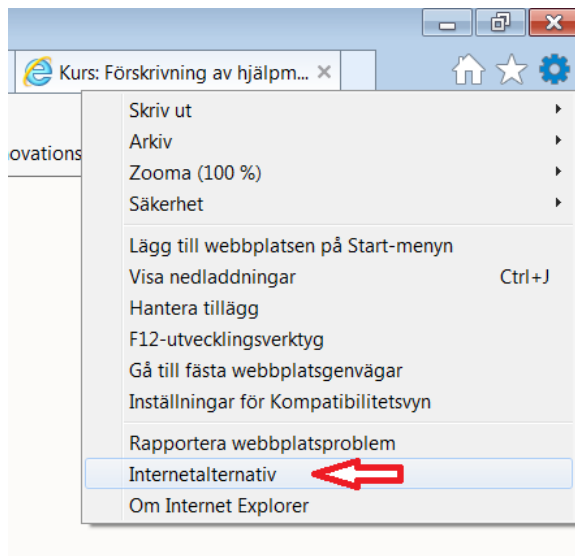 Kurs: Förskrivning av hjälpm...
ovations
Skriv ut
Arkiv
Zooma (100 %)
Säkerhet
Lägg till webbplatsen på Start-menyn
Visa nedladdningar Ctrl+J
Hantera tillägg
F12-utvecklingsverktyg
Gå till fästa webbplatsgenvägar
Inställningar för Kompatibilitetsvyn
Rapportera webbplatsproblem
Internetalternativ
Om Internet Explorer